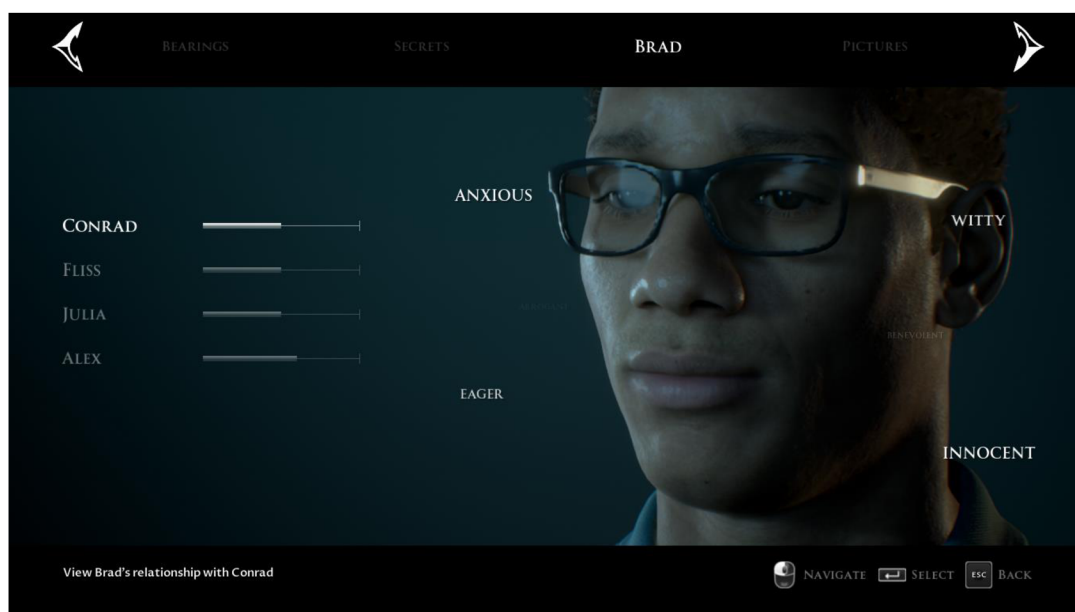 BEARINGS
SECRETS
BRAD
PICTURES
ANXIOUS
WITTY
CONRAD
FLISS
JULIA
ALEX
BENEVOLENT
EAGER
INNOCENT
View Brad's relationship with Conrad
NAVIGATE
SELECT
ESC
BACK